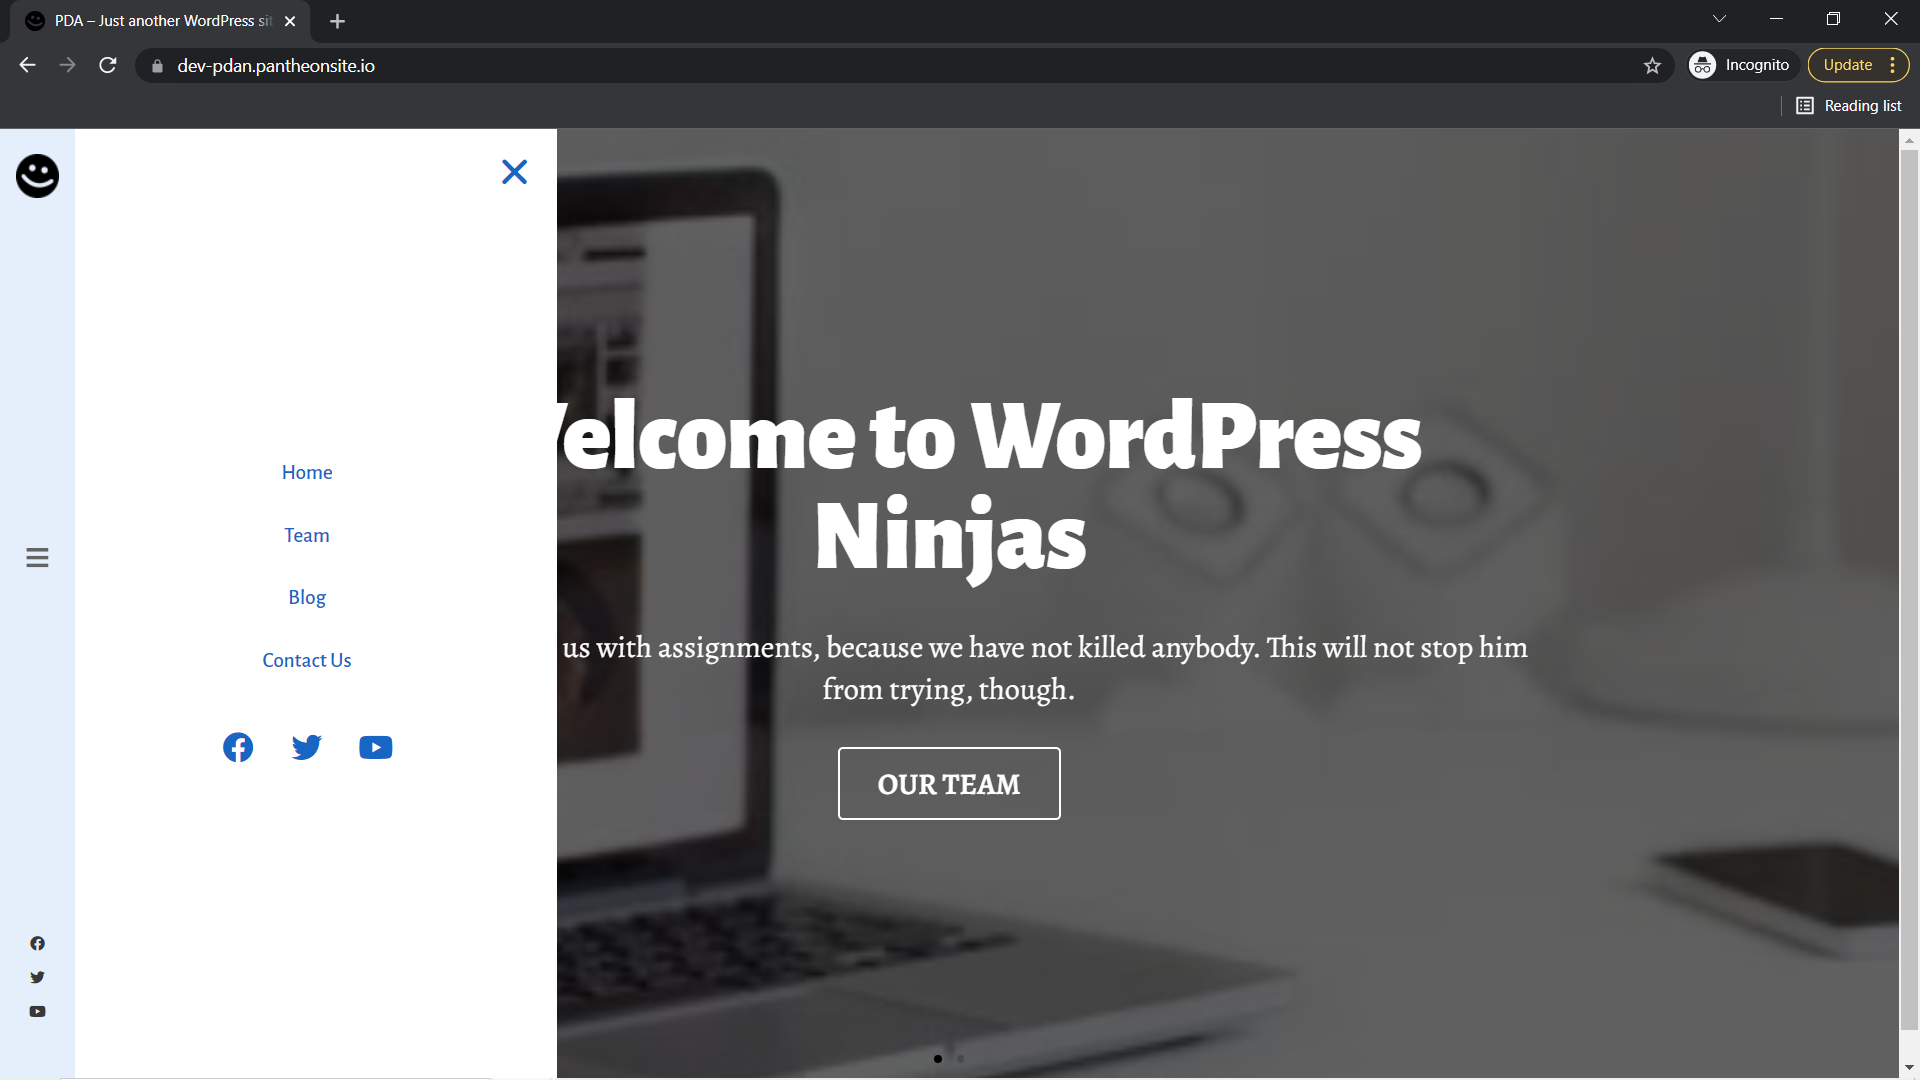 PDA – Just another WordPress sit
dev-pdan.pantheonsite.io
Incognito
Update
Reading list
Home
Team
Blog
Contact Us
elcome to WordPress
Ninjas
us with assignments, because we have not killed anybody. This will not stop him
from trying, though.
OUR TEAM